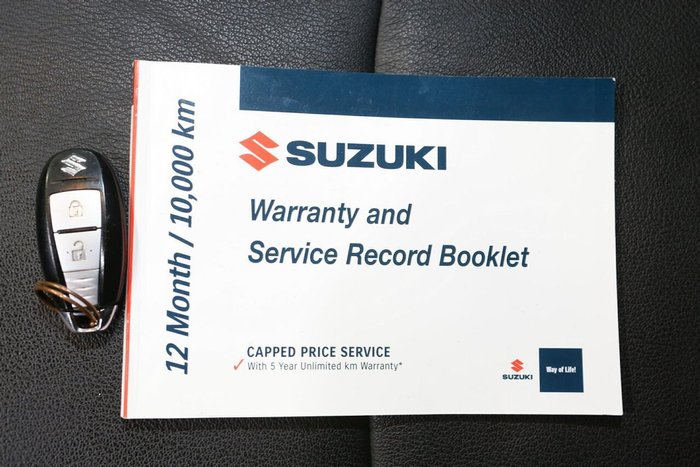 12 Month / 10,000 km
SUZUKI
Warranty and
Service Record Booklet
CAPPED PRICE SERVICE
✓ With 5 Year Unlimited km Warranty*
SUZUKI
Way of Life!